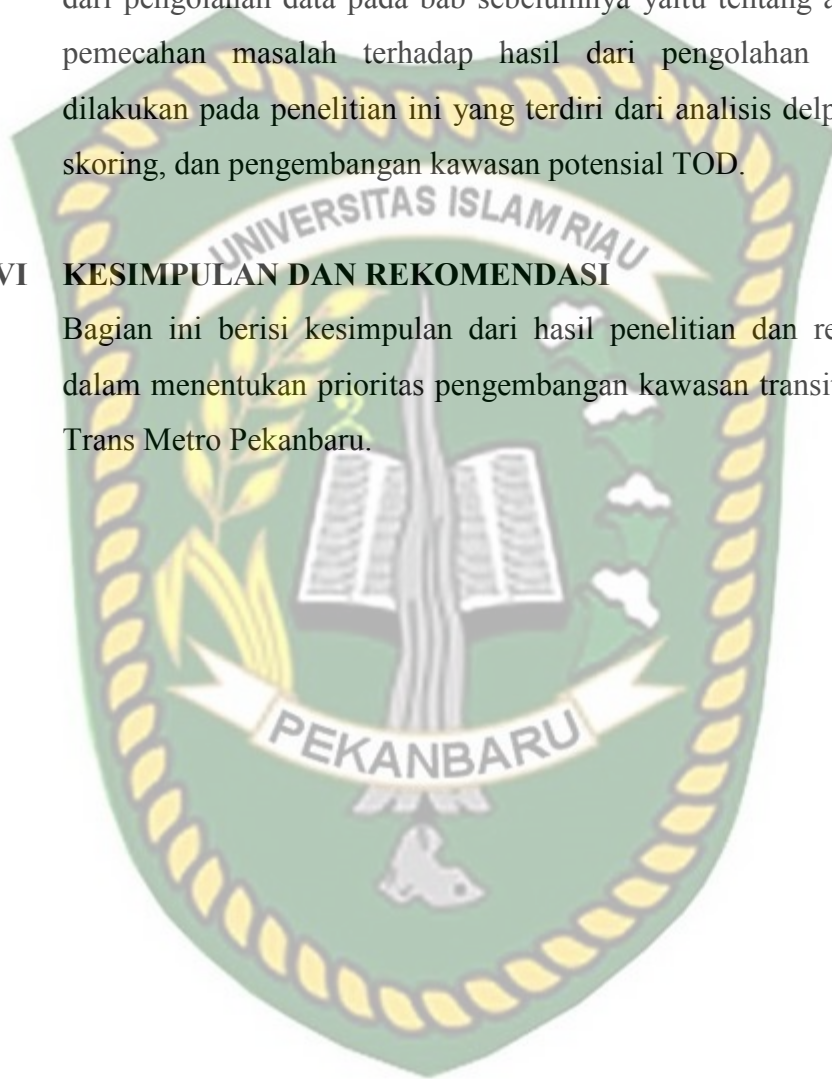 dari pengolahan data pada bab sebelumnya yaitu tentang
pemecahan masalah terhadap hasil dari pengolahan
dilakukan pada penelitian ini yang terdiri dari analisis delp
skoring, dan pengembangan kawasan potensial TOD.
UNIVERSITAS ISLAM RIAU
VI KESIMPULAN DAN REKOMENDASI
Bagian ini berisi kesimpulan dari hasil penelitian dan re
dalam menentukan prioritas pengembangan kawasan transi
Trans Metro Pekanbaru.
PEKANBARU